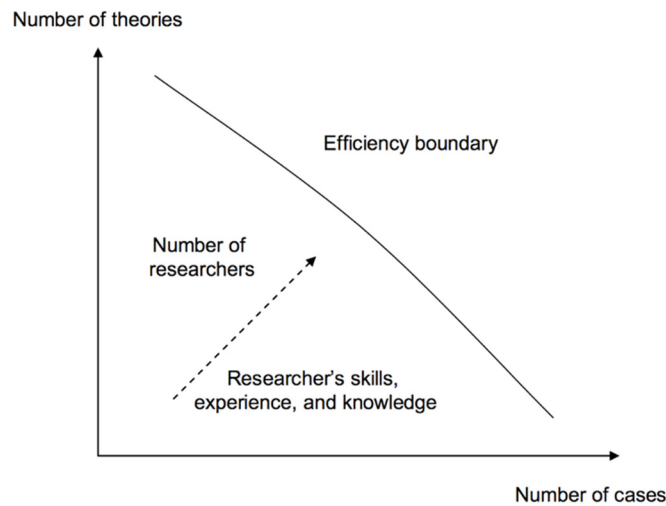 Number of theories
Efficiency boundary
Number of
researchers
Researcher's skills,
experience, and knowledge
Number of cases